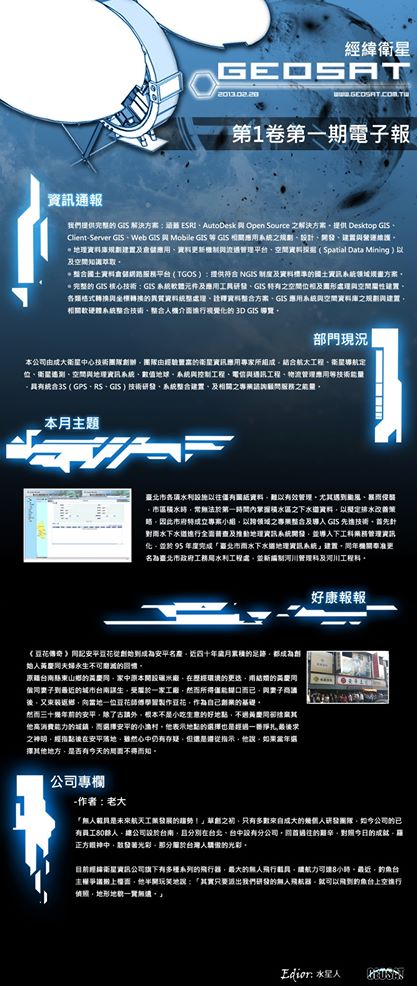 經緯衛星
GEOSAT
2013.02.28 www.GEOSAT.com.tw
第1卷第一期電子報
資訊通報
我們提供完整的 GIS 解決方案：涵蓋 ESRI、AutoDesk 與 Open Source 之解決方案。提供 Desktop GIS、
Client-Server GIS、Web GIS 與 Mobile GIS 等 GIS 相關應用系統之規劃、設計、開發、建置與營運維護。
地理資料庫規劃建置及倉儲應用、資料更新機制與流通管理平台、空間資料探掘（Spatial Data Mining）以
及空間知識萃取。
整合國土資料倉儲網路服務平台（TGOS）：提供符合 NGIS 制度及資料標準的國土資訊系統領域規畫方案。
完整的 GIS 核心技術：GIS 系統軟體元件及應用工具研發、GIS 特有之空間位相及圖形處理與空間屬性建置、
各類格式轉換與坐標轉換的異質資料統整處理、詮釋資料整合方案、GIS 應用系統與空間資料庫之規劃與建置，
相關軟硬體系統整合技術、整合人機介面進行視覺化的 3D GIS 導覽。
部門現況
本公司由成大衛星中心技術團隊創辦，團隊由經驗豐富的衛星資訊應用專家所組成，結合航太工程、衛星導航定
位、衛星遙測、空間與地理資訊系統、數值地球、系統與控制工程、電信與通訊工程、物流管理應用等技術能量
，具有統合3S（GPS、RS、GIS）技術研發、系統整合建置、及相關之專業諮詢顧問服務之能量。
本月主題
臺北市各項水利設施以往僅有圖紙資料，難以有效管理。尤其遇到颱風、暴雨侵襲
，市區積水時，常無法於第一時間內掌握積水區之下水道資料，以擬定排水改善策
略，因此市府特成立專案小組，以跨領域之專業整合及導入 GIS 先進技術。首先針
對雨水下水道進行全面普查及推動地理資訊系統開發，並導入下工科業務管理資訊
化，並於 95 年度完成「臺北市雨水下水道地理資訊系統」建置。同年機關奉准更
名為臺北市政府工務局水利工程處，並新編制河川管理科及河川工程科。
好康報報
《 豆花傳奇 》同記安平豆花從創始到成為安平名產，近四十年歲月累積的足跡，都成為創
始人黃慶同夫婦永生不可磨滅的回憶。
原籍台南縣東山鄉的黃慶同，家中原本開設碾米廠，在歷經環境的更迭，甫結婚的黃慶同
偕同妻子到最近的城市台南謀生，受雇於一家工廠，然而所得僅能餬口而已，與妻子商議
後，又束裝返鄉，向當地一位豆花師傅學習製作豆花，作為自己創業的基礎。
然而三十幾年前的安平，除了古蹟外，根本不是小吃生意的好地點，不過黃慶同卻捨棄其
他高消費能力的城鎮，而選擇安平的小漁村。他表示地點的選擇也是經過一番掙扎,最後求
之神明，經指點後在安平落地，雖然心中仍有存疑，但還是遵從指示，他說，如果當年選
擇其他地方，是否有今天的局面不得而知。
公司專欄
-作者：老大
「無人載具是未來航天工業發展的趨勢！」草創之初，只有多數來自成大的幾個人研發團隊，如今公司的已
有員工80餘人，總公司設於台南，且分別在台北、台中設有分公司。回首過往的艱辛，對照今日的成就，羅
正方眼神中，散發著光彩，那分屬於台灣人驕傲的光彩。
目前經緯衛星資訊公司旗下有多種系列的飛行器，最大的無人飛行載具，續航力可達8小時。最近，釣魚台
主權爭議搬上檯面，他半開玩笑地說：「其實只要派出我們研發的無人飛航器，就可以飛到釣魚台上空進行
偵照，地形地貌一覽無遺。」
Edior: 水星人 GEOSAT